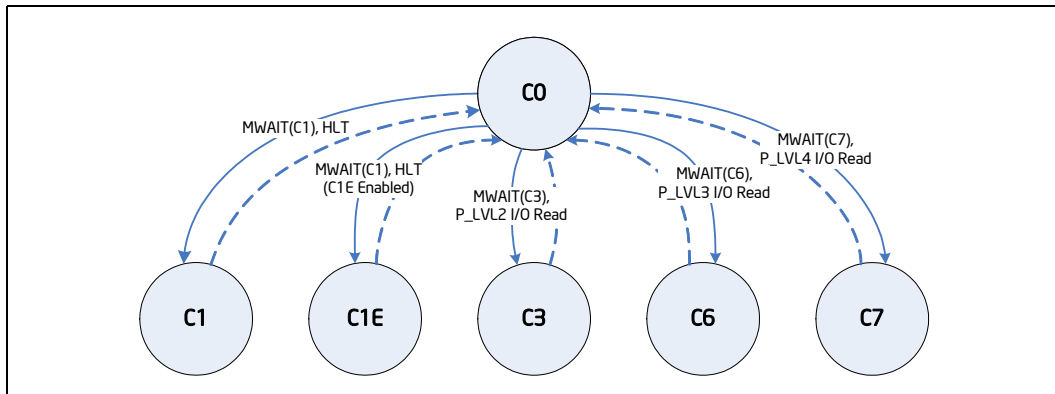 C0
MWAIT(C1), HLT
MWAIT(C1), HLT
(C1E Enabled)
MWAIT(C3),
P_LVL2 I/O Read
MWAIT(C6),
P_LVL3 I/O Read
MWAIT(C7),
P_LVL4 I/O Read
C1
C1E
C3
C6
C7